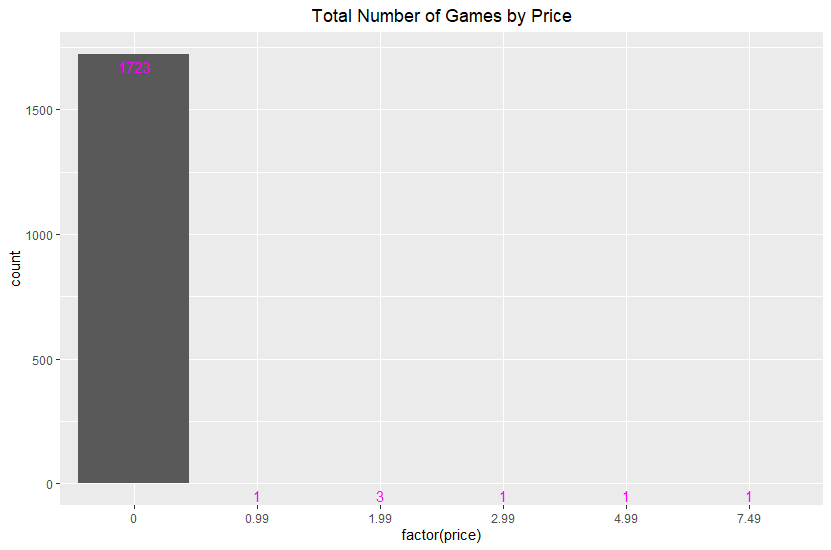 Total Number of Games by Price
1723
1500
1000
500
0
count
1 3 1 1 1
0 0.99 1.99 2.99 4.99 7.49
factor(price)